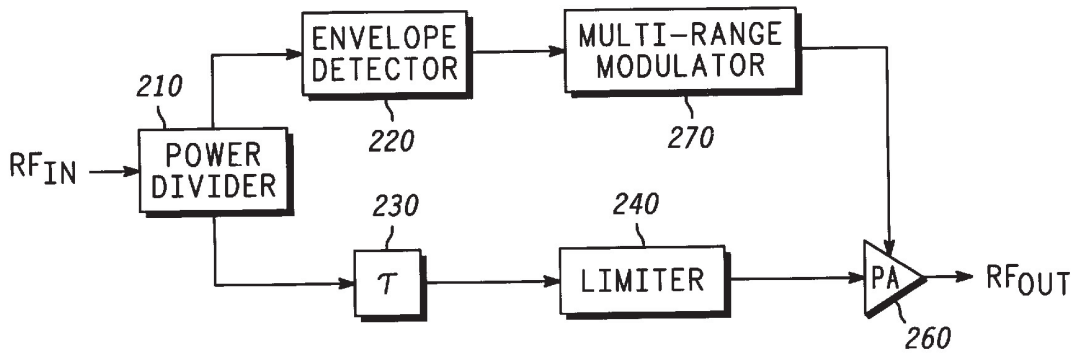 ENVELOPE
DETECTOR
220
MULTI-RANGE
MODULATOR
270
210
POWER
DIVIDER
RFIN
230
τ
240
LIMITER
PA
260
RFOUT